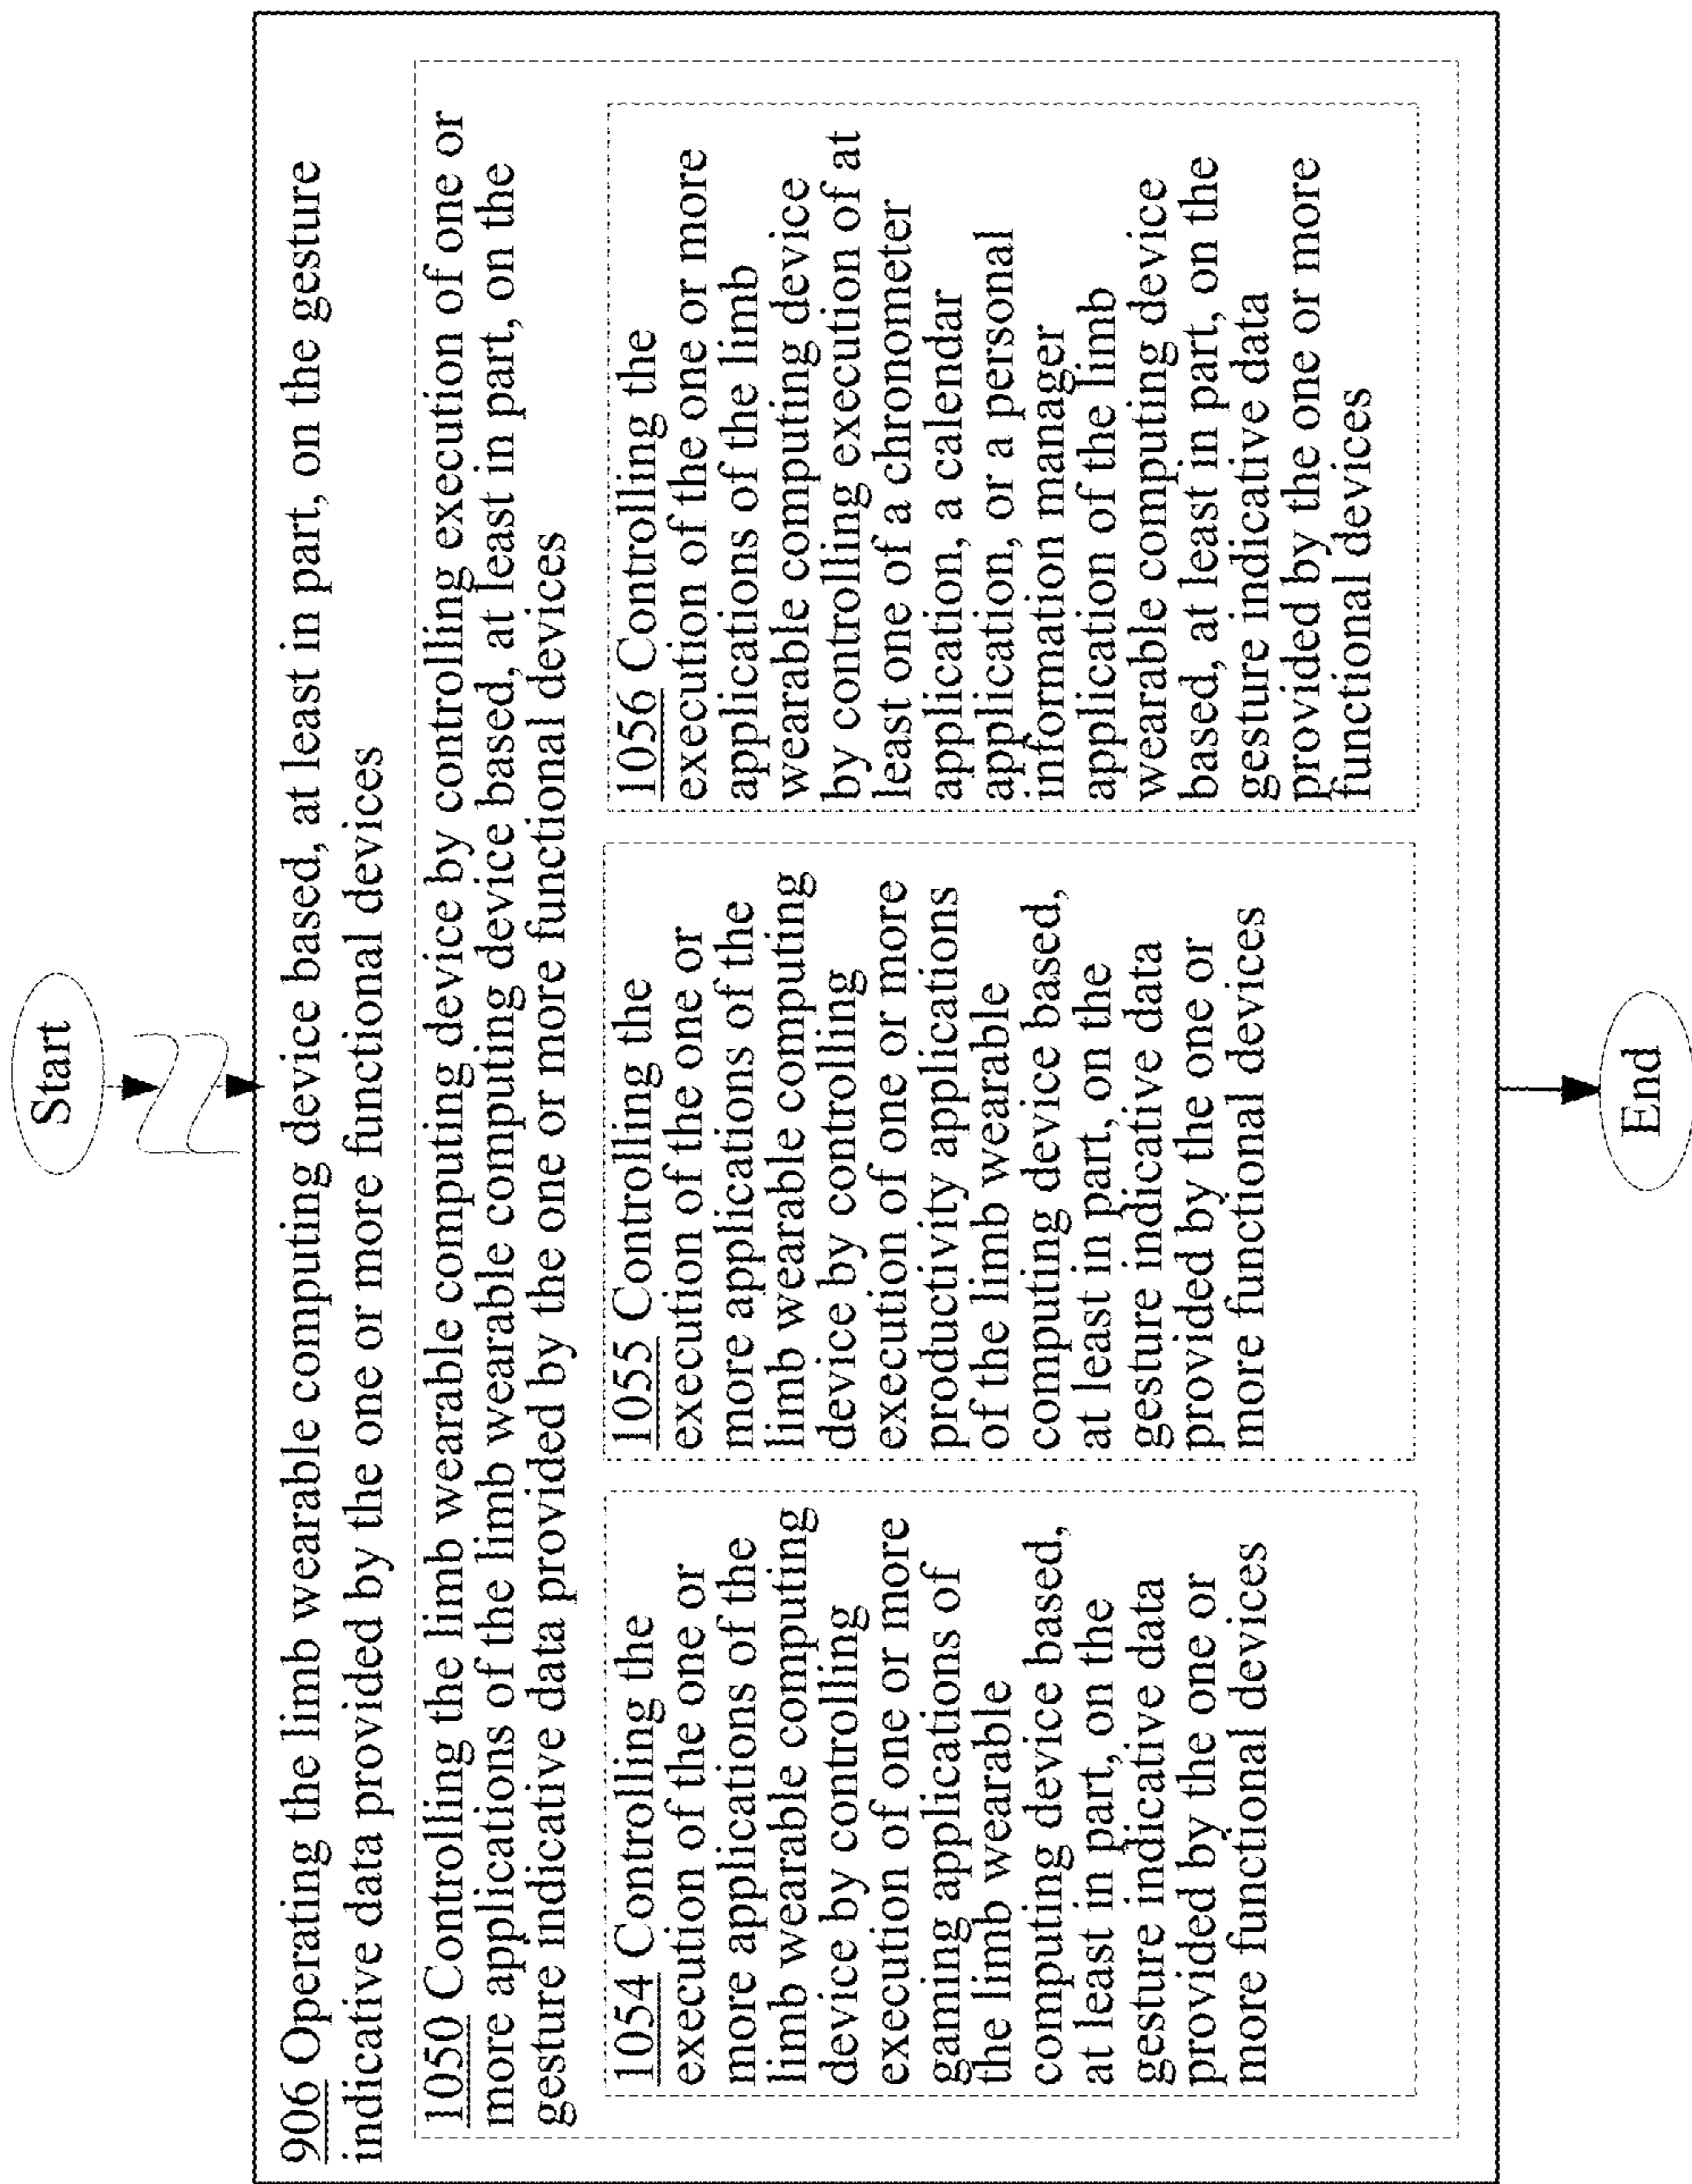 Start
906 Operating the limb wearable computing device based, at least in part, on the gesture
indicative data provided by the one or more functional devices
1050 Controlling the limb wearable computing device by controlling execution of one or
more applications of the limb wearable computing device based, at least in part, on the
gesture indicative data provided by the one or more functional devices
1054 Controlling the
execution of the one or
more applications of the
limb wearable computing
device by controlling
execution of one or more
gaming applications of
the limb wearable
computing device based,
at least in part, on the
gesture indicative data
provided by the one or
more functional devices
1055 Controlling the
execution of the one or
more applications of the
limb wearable computing
device by controlling
execution of one or more
productivity applications
of the limb wearable
computing device based,
at least in part, on the
gesture indicative data
provided by the one or
more functional devices
1056 Controlling the
execution of the one or more
applications of the limb
wearable computing device
by controlling execution of at
least one of a chronometer
application, a calendar
application, or a personal
information manager
application of the limb
wearable computing device
based, at least in part, on the
gesture indicative data
provided by the one or more
functional devices
End